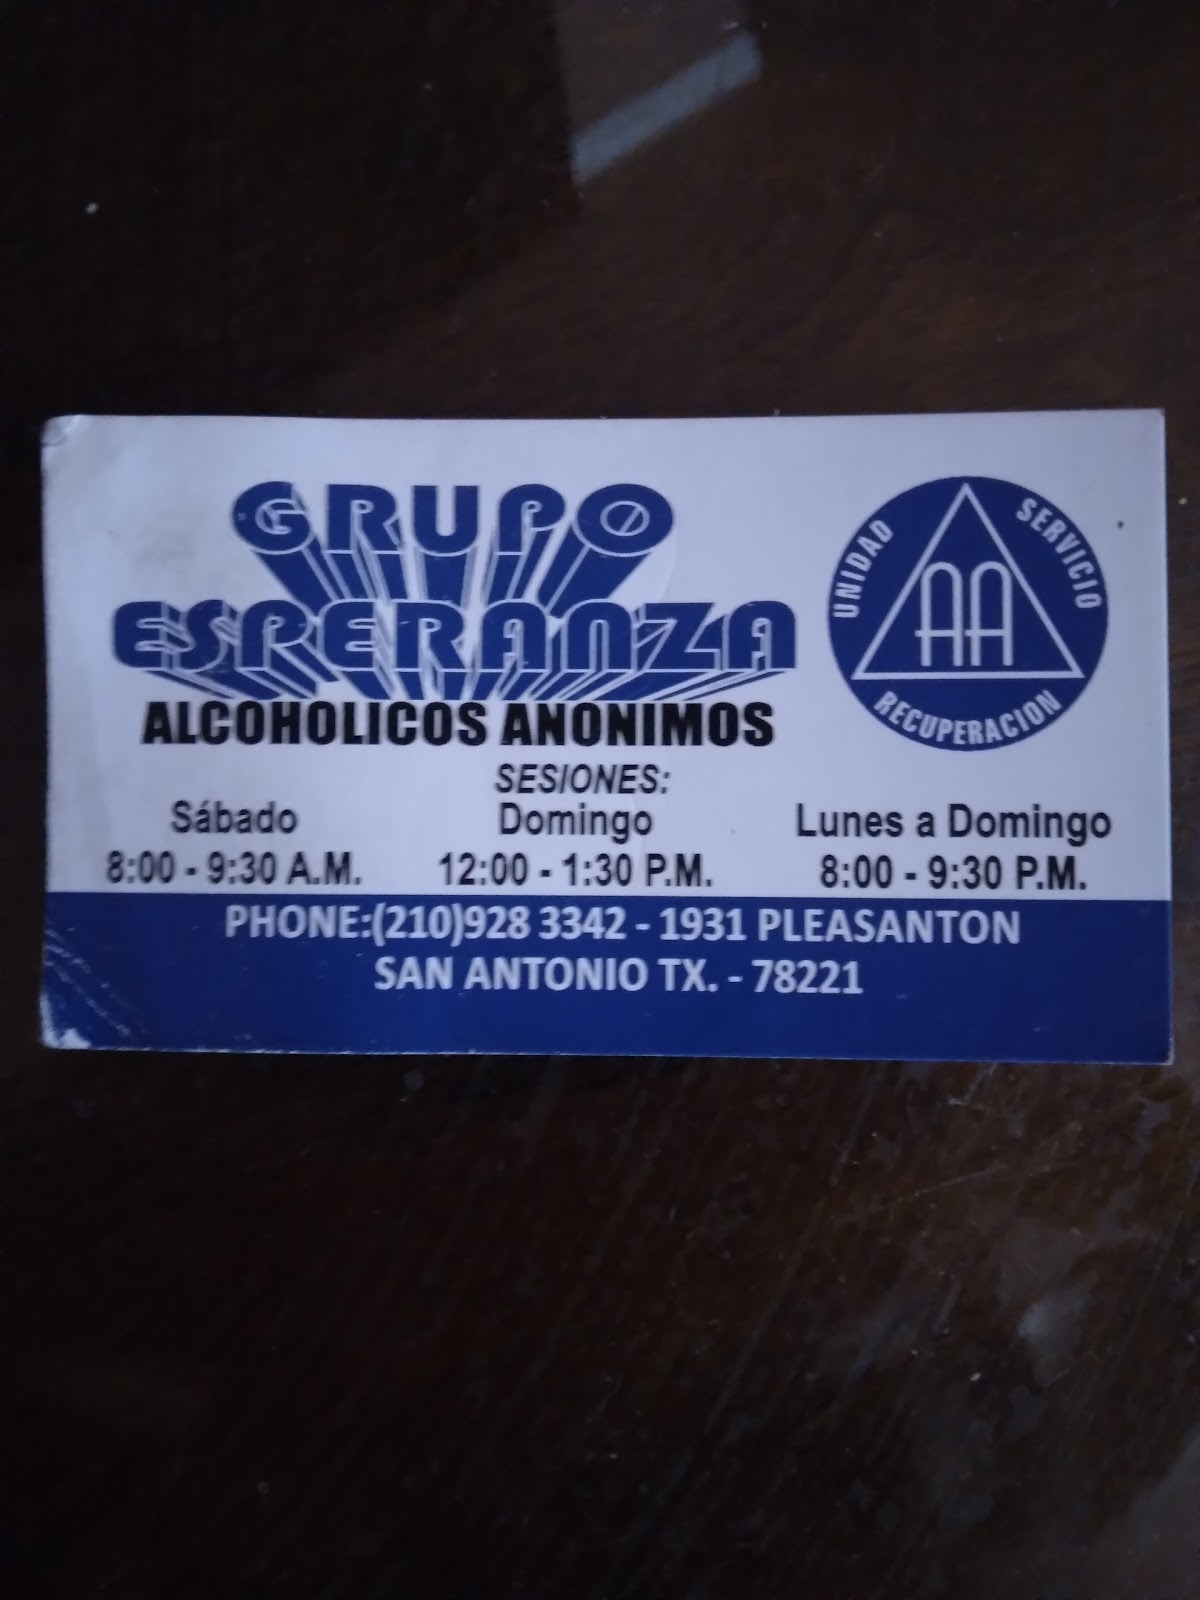 GRUPO
ESPERANZA
ALCOHOLICOS ANONIMOS
UNIDAD
SERVICIO
AA
RECUPERACION
SESIONES:
Sábado
8:00 - 9:30 A.M.
Domingo
12:00 - 1:30 P.M.
Lunes a Domingo
8:00 - 9:30 P.M.
PHONE:(210)928 3342 - 1931 PLEASANTON
SAN ANTONIO TX. - 78221